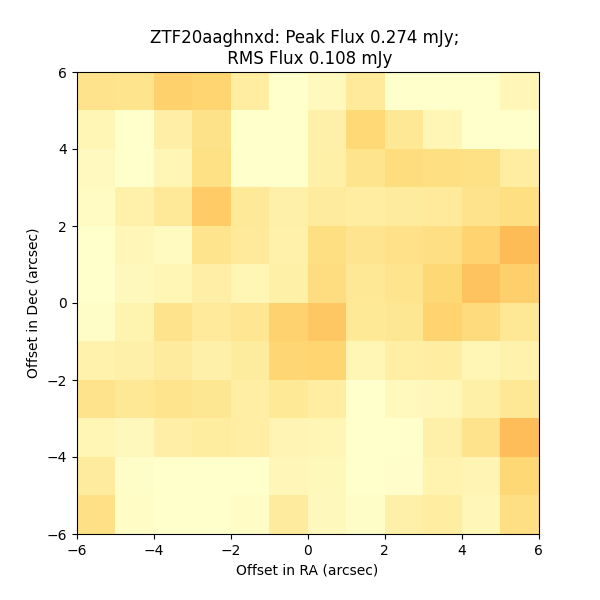 ZTF20aaghnxd: Peak Flux 0.274 mJy;
RMS Flux 0.108 mJy
6
4
2
0
−2
−4
−6
Offset in Dec (arcsec)
−6 −4 −2 0 2 4 6
Offset in RA (arcsec)